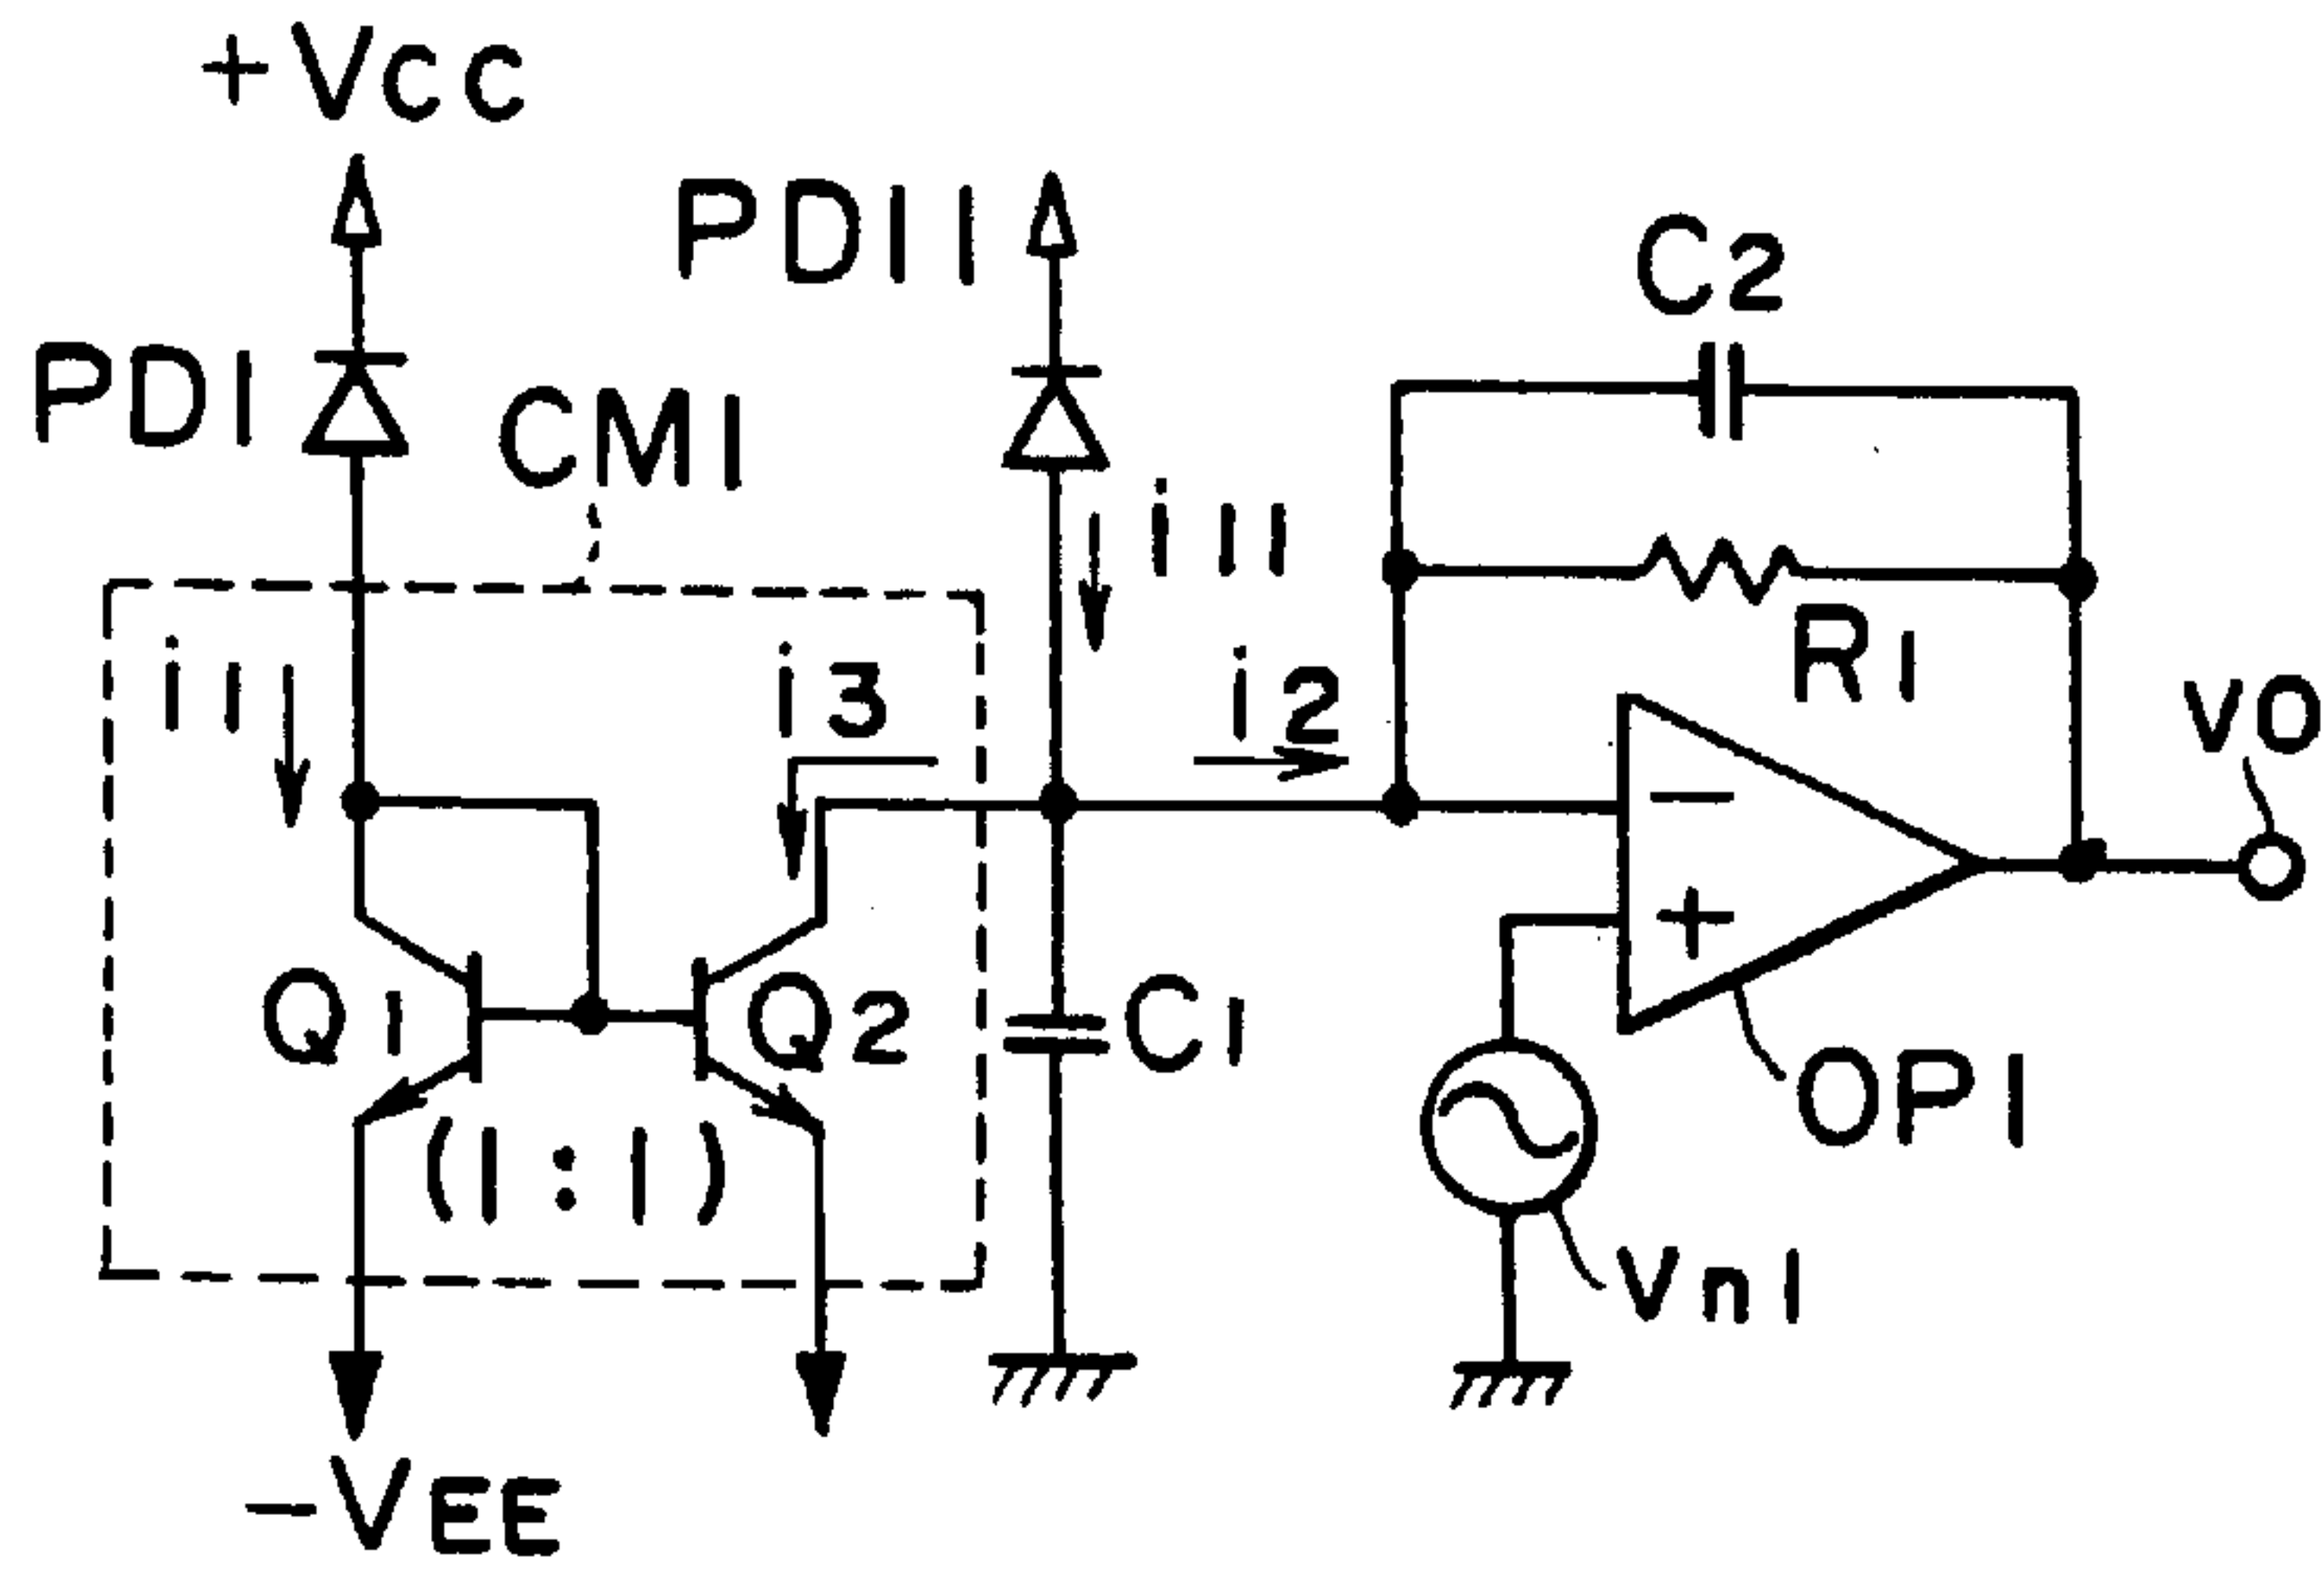 +Vcc
PD11
C2
PD1
CM1
i11
R1
i1
i3
i2
vo
−
+
Q1
Q2
C1
OP1
(1:1)
Vn1
−VEE